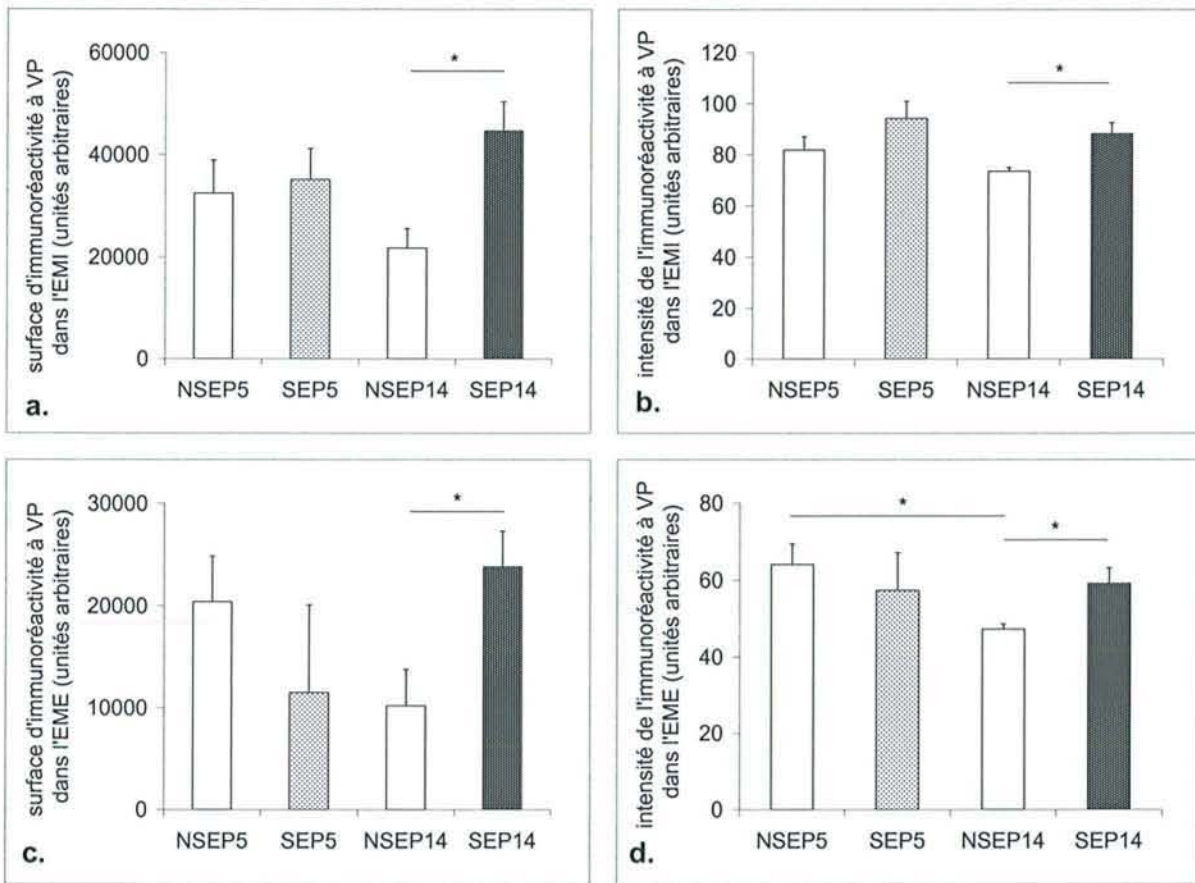 surface d'immunoréactivité à VP
dans l'EMI (unités arbitraires)
60000
40000
20000
0
*
NSEP5 SEP5 NSEP14 SEP14
a.
intensité de l'immunoréactivité à VP
dans l'EMI (unités arbitraires)
120
100
80
60
40
20
0
*
NSEP5 SEP5 NSEP14 SEP14
b.
surface d'immunoréactivité à VP
dans l'EME (unités arbitraires)
30000
20000
10000
0
*
NSEP5 SEP5 NSEP14 SEP14
c.
intensité de l'immunoréactivité à VP
dans l'EME (unités arbitraires)
80
60
40
20
0
*
*
NSEP5 SEP5 NSEP14 SEP14
d.